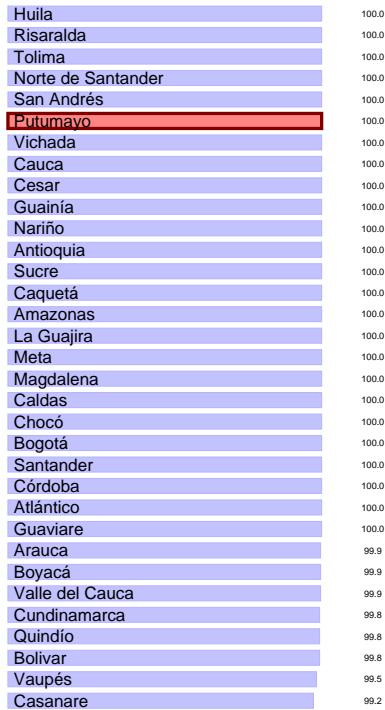 Huila 100.0
Risaralda 100.0
Tolima 100.0
Norte de Santander 100.0
San Andrés 100.0
Putumayo 100.0
Vichada 100.0
Cauca 100.0
Cesar 100.0
Guainía 100.0
Nariño 100.0
Antioquia 100.0
Sucre 100.0
Caquetá 100.0
Amazonas 100.0
La Guajira 100.0
Meta 100.0
Magdalena 100.0
Caldas 100.0
Chocó 100.0
Bogotá 100.0
Santander 100.0
Córdoba 100.0
Atlántico 100.0
Guaviare 100.0
Arauca 99.9
Boyacá 99.9
Valle del Cauca 99.9
Cundinamarca 99.8
Quindío 99.8
Bolivar 99.8
Vaupés 99.5
Casanare 99.2